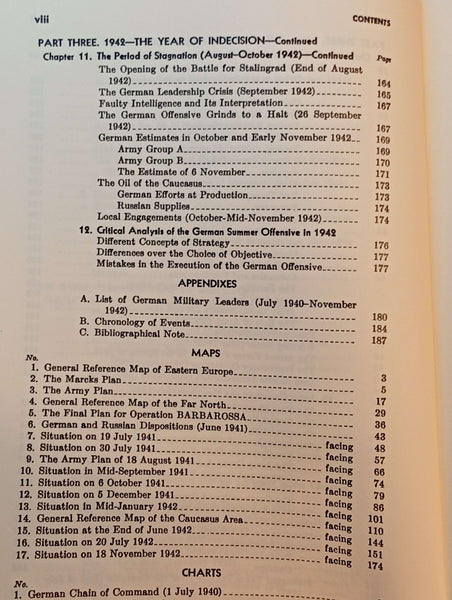 viii CONTENTS
PART THREE. 1942—THE YEAR OF INDECISION—Continued
Chapter 11. The Period of Stagnation (August–October 1942)—Continued Page
The Opening of the Battle for Stalingrad (End of August
1942) 164
The German Leadership Crisis (September 1942) 165
Faulty Intelligence and Its Interpretation 167
The German Offensive Grinds to a Halt (26 September
1942) 167
German Estimates in October and Early November 1942 169
Army Group A 169
Army Group B 170
The Estimate of 6 November 171
The Oil of the Caucasus 173
German Efforts at Production 173
Russian Supplies 174
Local Engagements (October-Mid-November 1942) 174
12. Critical Analysis of the German Summer Offensive in 1942
Different Concepts of Strategy 176
Differences over the Choice of Objective 177
Mistakes in the Execution of the German Offensive 177
APPENDIXES
A. List of German Military Leaders (July 1940–November
1942) 180
B. Chronology of Events 184
C. Bibliographical Note 187
MAPS
No.
1. General Reference Map of Eastern Europe 3
2. The Marcks Plan 5
3. The Army Plan 17
4. General Reference Map of the Far North 29
5. The Final Plan for Operation BARBAROSSA 36
6. German and Russian Dispositions (June 1941) 43
7. Situation on 19 July 1941 facing 48
8. Situation on 30 July 1941 facing 57
9. The Army Plan of 18 August 1941 facing 66
10. Situation in Mid-September 1941 facing 74
11. Situation on 6 October 1941 facing 79
12. Situation on 5 December 1941 facing 86
13. Situation in Mid-January 1942 facing 101
14. General Reference Map of the Caucasus Area facing 110
15. Situation at the End of June 1942 facing 144
16. Situation on 20 July 1942 facing 151
17. Situation on 18 November 1942 facing 174
CHARTS
No.
1. German Chain of Command (1 July 1940)